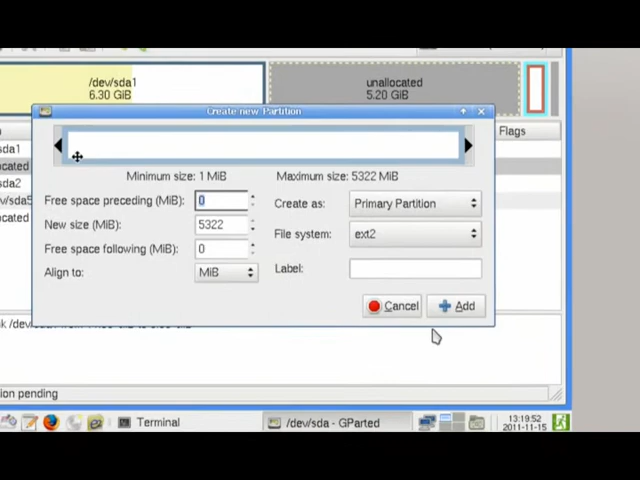 /dev/sda1
6.30 GiB
unallocated
5.20 GiB
Create new Partition
Flags
sda1
ocated
sda2
ocated
Minimum size: 1 MiB
Maximum size: 5322 MiB
Free space preceding (MiB):
0
Create as:
Primary Partition
New size (MiB):
5322
File system:
ext2
Free space following (MiB):
0
Align to:
MiB
Label:
Cancel
Add
ion pending
Terminal
/dev/sda - GParted
13:19:52
2011-11-15